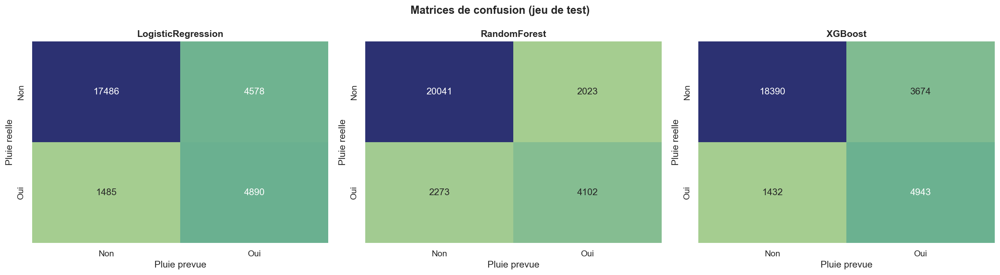 Matrices de confusion (jeu de test)
LogisticRegression
Pluie reelle
Non
17486
4578
Oui
1485
4890
Non
Oui
Pluie prevue
RandomForest
Pluie reelle
Non
20041
2023
Oui
2273
4102
Non
Oui
Pluie prevue
XGBoost
Pluie reelle
Non
18390
3674
Oui
1432
4943
Non
Oui
Pluie prevue